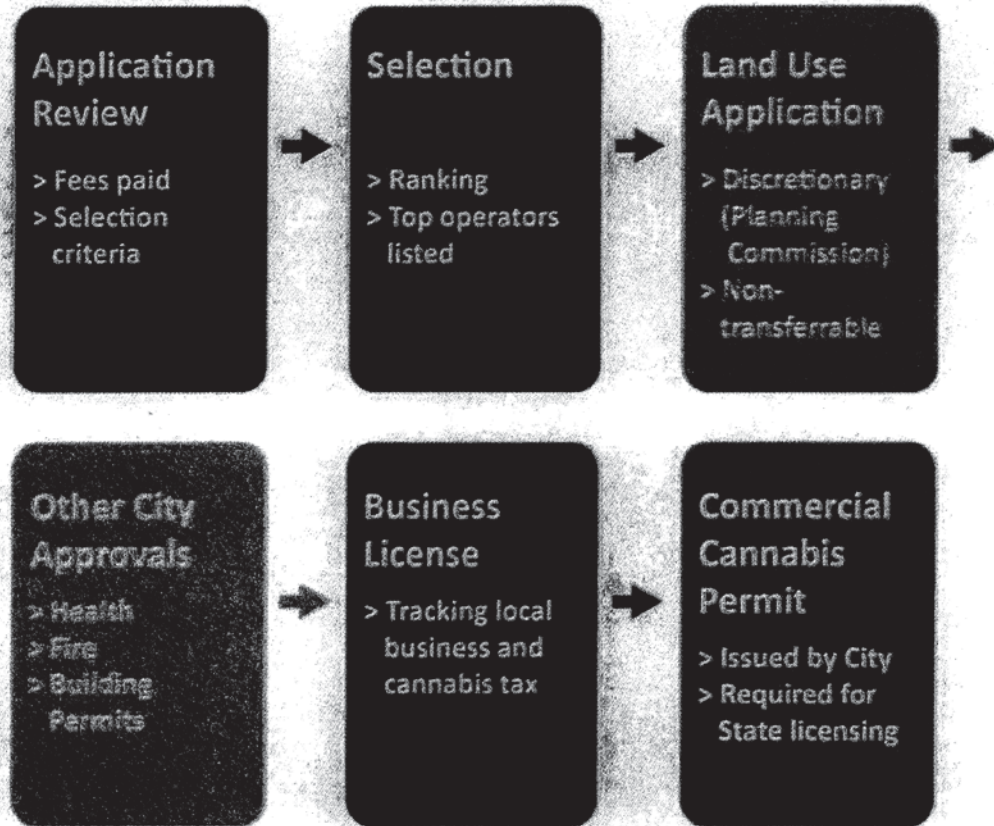 Application
Review
> Fees paid
> Selection
criteria
Selection
> Ranking
> Top operators
listed
Land Use
Application
> Discretionary
(Planning
Commission)
> Non-
transferrable
Other City
Approvals
> Health
> Fire
> Building
Permits
Business
License
> Tracking local
business and
cannabis tax
Commercial
Cannabis
Permit
> Issued by City
> Required for
State licensing